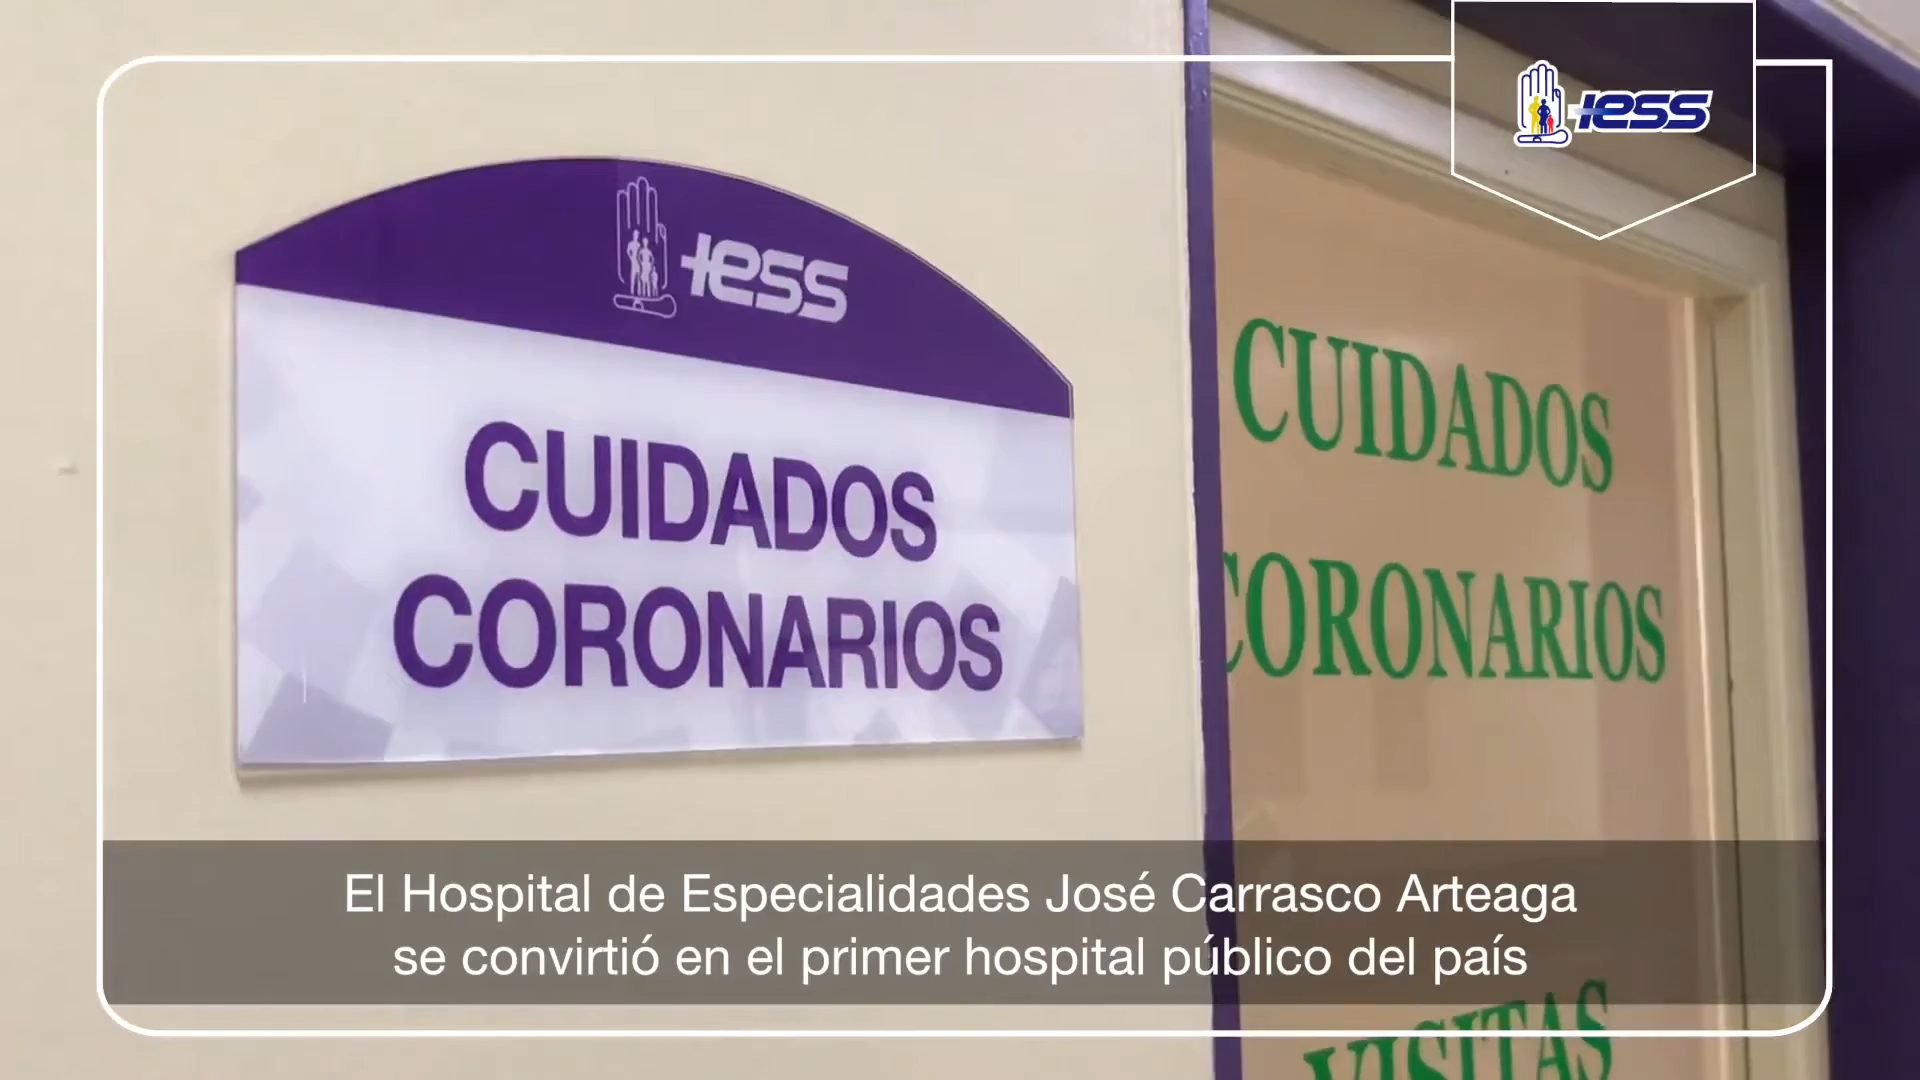 IESS
IESS
CUIDADOS
CORONARIOS
CUIDADOS
CORONARIOS
El Hospital de Especialidades José Carrasco Arteaga
se convirtió en el primer hospital público del país
VISITAS